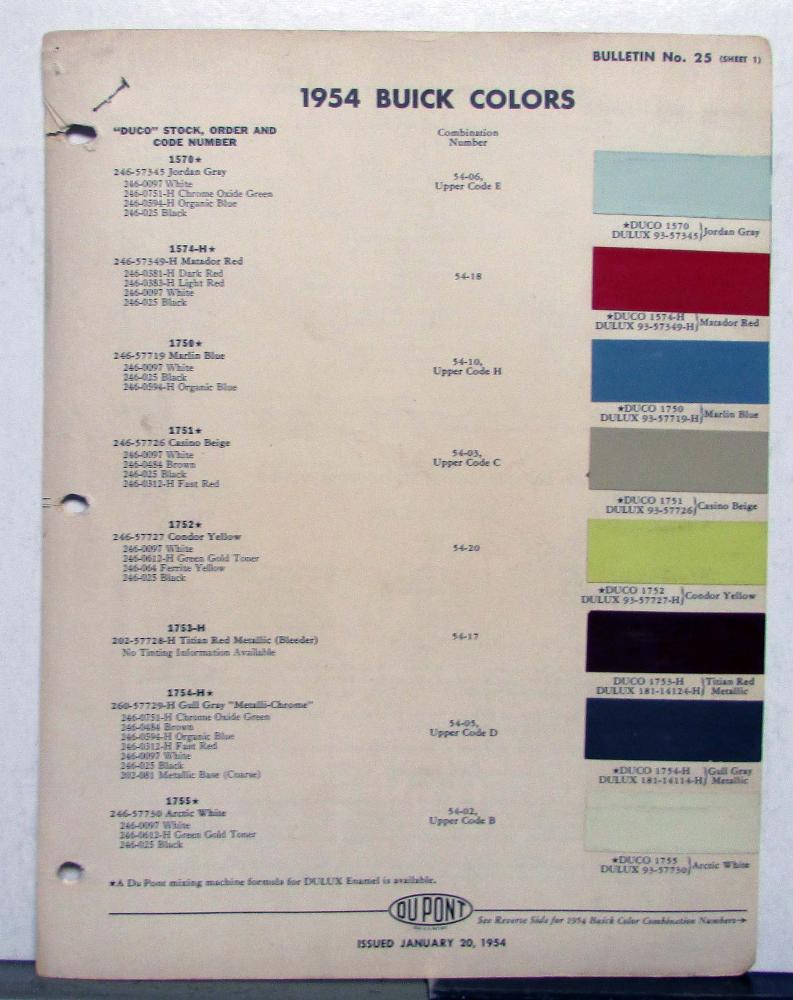 BULLETIN No. 25 (SHEET 1)
1954 BUICK COLORS
"DUCO" STOCK, ORDER AND
CODE NUMBER
Combination
Number
1570★
246-57345 Jordan Gray
246-0097 White
246-0751-H Chrome Oxide Green
246-0594-H Organic Blue
246-025 Black
54-06,
Upper Code E
★DUCO 1570
DULUX 93-57345
Jordan Gray
1574-H★
246-57349-H Matador Red
246-0381-H Dark Red
246-0383-H Light Red
246-0097 White
246-025 Black
54-18
★DUCO 1574-H
DULUX 93-57349-H
Matador Red
1750★
246-57719 Marlin Blue
246-0097 White
246-025 Black
246-0594-H Organic Blue
54-10,
Upper Code H
★DUCO 1750
DULUX 93-57719-H
Marlin Blue
1751★
246-57726 Casino Beige
246-0097 White
246-0484 Brown
246-025 Black
246-0312-H Fast Red
54-03,
Upper Code C
★DUCO 1751
DULUX 93-57726
Casino Beige
1752★
246-57727 Condor Yellow
246-0097 White
246-0612-H Green Gold Toner
246-064 Ferrite Yellow
246-025 Black
54-20
★DUCO 1752
DULUX 93-57727-H
Condor Yellow
1753-H
202-57728-H Titian Red Metallic (Bleeder)
No Tinting Information Available
54-17
DUCO 1753-H
DULUX 181-14124-H
Titian Red
Metallic
1754-H★
260-57729-H Gull Gray "Metalli-Chrome"
246-0751-H Chrome Oxide Green
246-0484 Brown
246-0594-H Organic Blue
246-0312-H Fast Red
246-0097 White
246-025 Black
202-081 Metallic Base (Coarse)
54-05,
Upper Code D
★DUCO 1754-H
DULUX 181-14114-H
Gull Gray
Metallic
1755★
246-57730 Arctic White
246-0097 White
246-0612-H Green Gold Toner
246-025 Black
54-02,
Upper Code B
★DUCO 1755
DULUX 93-57730
Arctic White
★A Du Pont mixing machine formula for DULUX Enamel is available.
DU PONT
See Reverse Side for 1954 Buick Color Combination Numbers→
ISSUED JANUARY 20, 1954